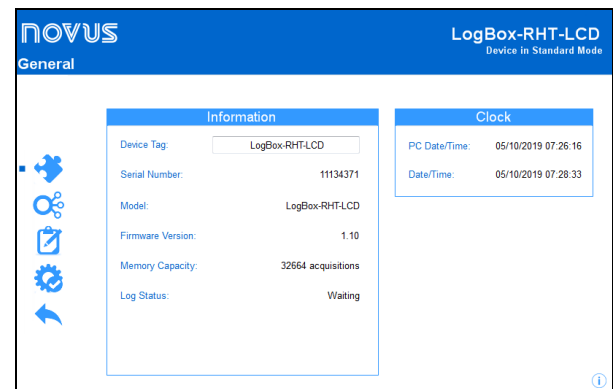 novus
LogBox-RHT-LCD
Device in Standard Mode
General
Information
Device Tag: LogBox-RHT-LCD
Serial Number: 11134371
Model: LogBox-RHT-LCD
Firmware Version: 1.10
Memory Capacity: 32664 acquisitions
Log Status: Waiting
Clock
PC Date/Time: 05/10/2019 07:26:16
Date/Time: 05/10/2019 07:28:33
i